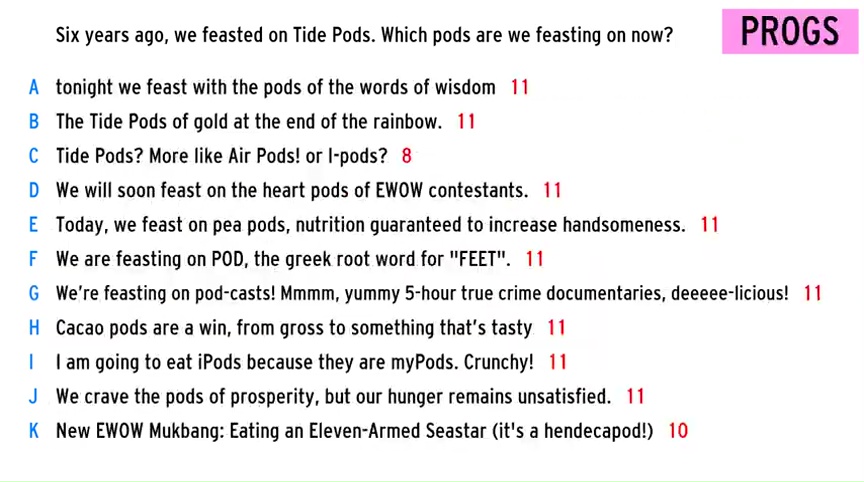 Six years ago, we feasted on Tide Pods. Which pods are we feasting on now?
PROGS
A tonight we feast with the pods of the words of wisdom 11
B The Tide Pods of gold at the end of the rainbow. 11
C Tide Pods? More like Air Pods! or I-pods? 8
D We will soon feast on the heart pods of EWOW contestants. 11
E Today, we feast on pea pods, nutrition guaranteed to increase handsomeness. 11
F We are feasting on POD, the greek root word for "FEET". 11
G We're feasting on pod-casts! Mmmm, yummy 5-hour true crime documentaries, deeeee-licious! 11
H Cacao pods are a win, from gross to something that's tasty 11
I I am going to eat iPods because they are myPods. Crunchy! 11
J We crave the pods of prosperity, but our hunger remains unsatisfied. 11
K New EWOW Mukbang: Eating an Eleven-Armed Seastar (it's a hendecapod!) 10